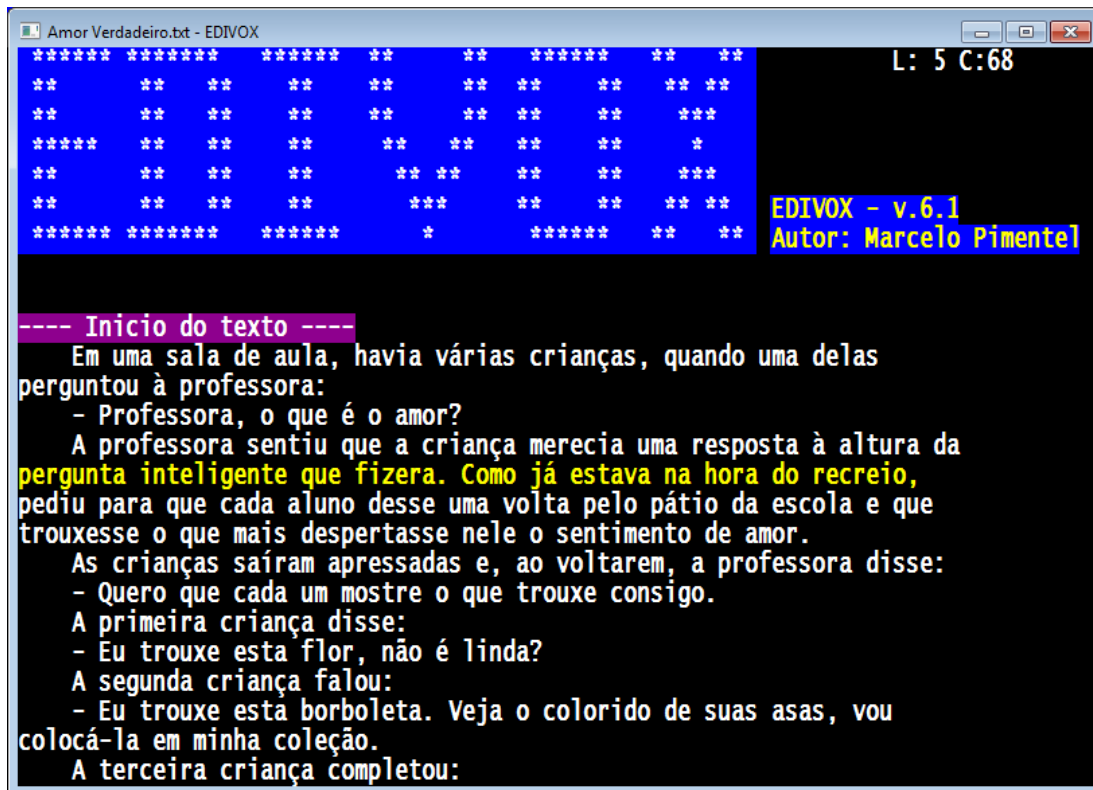 Amor Verdadeiro.txt - EDIVOX
L: 5 C:68
EDIVOX
EDIVOX - v.6.1
Autor: Marcelo Pimentel
---- Inicio do texto ----
Em uma sala de aula, havia várias crianças, quando uma delas
perguntou à professora:
- Professora, o que é o amor?
A professora sentiu que a criança merecia uma resposta à altura da
pergunta inteligente que fizera. Como já estava na hora do recreio,
pediu para que cada aluno desse uma volta pelo pátio da escola e que
trouxesse o que mais despertasse nele o sentimento de amor.
As crianças saíram apressadas e, ao voltarem, a professora disse:
- Quero que cada um mostre o que trouxe consigo.
A primeira criança disse:
- Eu trouxe esta flor, não é linda?
A segunda criança falou:
- Eu trouxe esta borboleta. Veja o colorido de suas asas, vou
colocá-la em minha coleção.
A terceira criança completou: